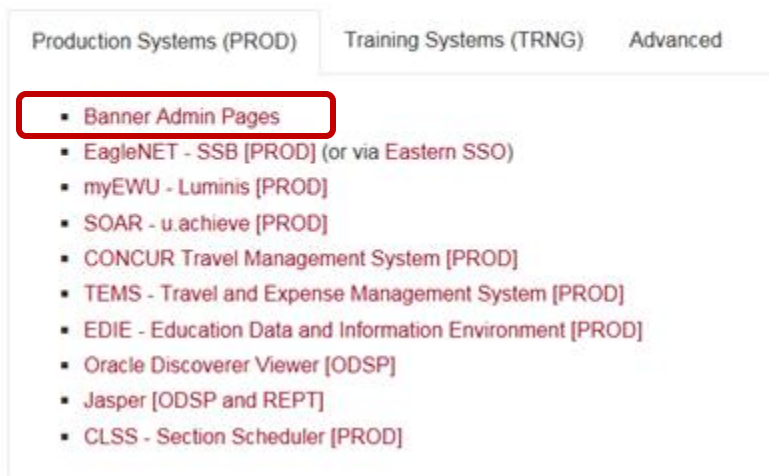 Production Systems (PROD) Training Systems (TRNG) Advanced
Banner Admin Pages
EagleNET - SSB [PROD] (or via Eastern SSO)
myEWU - Luminis [PROD]
SOAR - u.achieve [PROD]
CONCUR Travel Management System [PROD]
TEMS - Travel and Expense Management System [PROD]
EDIE - Education Data and Information Environment [PROD]
Oracle Discoverer Viewer [ODSP]
Jasper [ODSP and REPT]
CLSS - Section Scheduler [PROD]